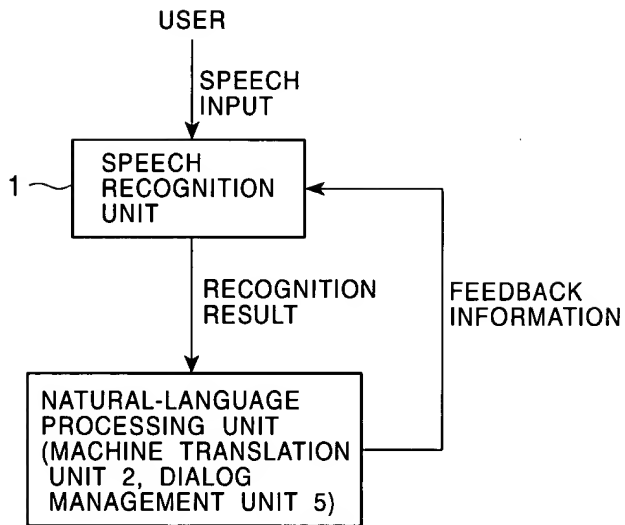 USER
SPEECH
INPUT
1
SPEECH
RECOGNITION
UNIT
RECOGNITION
RESULT
FEEDBACK
INFORMATION
NATURAL-LANGUAGE
PROCESSING UNIT
(MACHINE TRANSLATION
UNIT 2, DIALOG
MANAGEMENT UNIT 5)